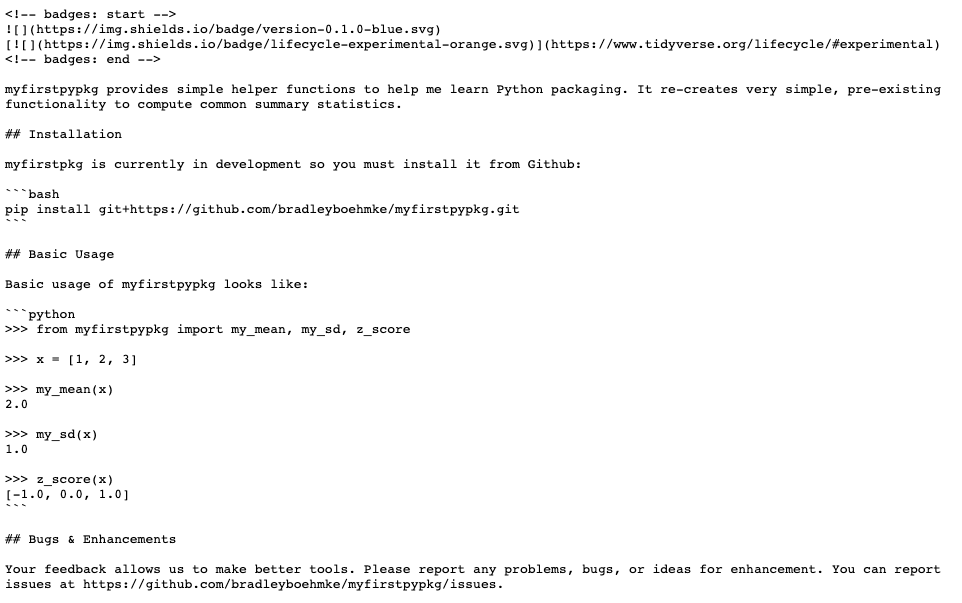 <!-- badges: start -->
![](https://img.shields.io/badge/version-0.1.0-blue.svg)
[![](https://img.shields.io/badge/lifecycle-experimental-orange.svg)](https://www.tidyverse.org/lifecycle/#experimental)
<!-- badges: end -->
myfirstpypkg provides simple helper functions to help me learn Python packaging. It re-creates very simple, pre-existing
functionality to compute common summary statistics.
## Installation
myfirstpkg is currently in development so you must install it from Github:
```bash
pip install git+https://github.com/bradleyboehmke/myfirstpypkg.git
```
## Basic Usage
Basic usage of myfirstpypkg looks like:
```python
>>> from myfirstpypkg import my_mean, my_sd, z_score
>>> x = [1, 2, 3]
>>> my_mean(x)
2.0
>>> my_sd(x)
1.0
>>> z_score(x)
[-1.0, 0.0, 1.0]
```
## Bugs & Enhancements
Your feedback allows us to make better tools. Please report any problems, bugs, or ideas for enhancement. You can report
issues at https://github.com/bradleyboehmke/myfirstpypkg/issues.